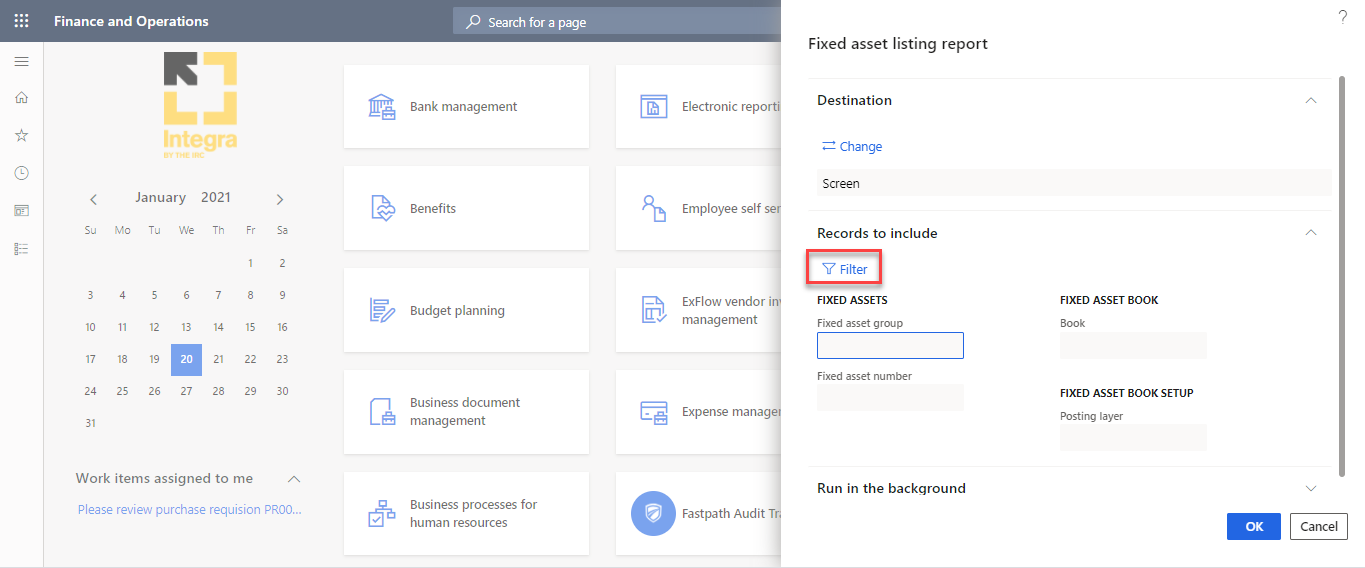 Finance and Operations
Search for a page
?
Integra
BY THE IRC
January 2021
Su Mo Tu We Th Fr Sa
1 2
3 4 5 6 7 8 9
10 11 12 13 14 15 16
17 18 19 20 21 22 23
24 25 26 27 28 29 30
31
Work items assigned to me
Please review purchase requision PR00...
Bank management
Benefits
Budget planning
Business document
management
Business processes for
human resources
Electronic reporti
Employee self se
ExFlow vendor in
management
Expense manage
Fastpath Audit Tra
Fixed asset listing report
Destination
Change
Screen
Records to include
Filter
FIXED ASSETS
Fixed asset group
Fixed asset number
FIXED ASSET BOOK
Book
FIXED ASSET BOOK SETUP
Posting layer
Run in the background
OK
Cancel